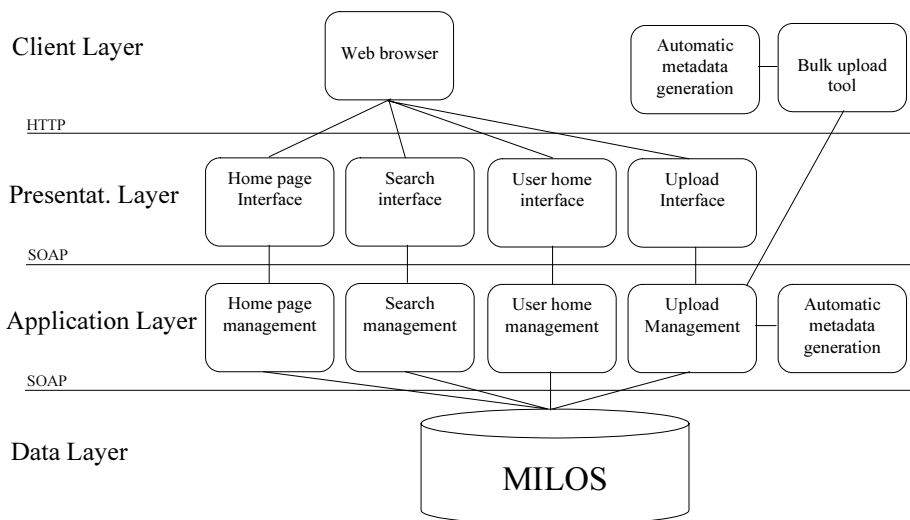 Client Layer
Web browser
Automatic
metadata
generation
Bulk upload
tool
HTTP
Presentat. Layer
Home page
Interface
Search
interface
User home
interface
Upload
Interface
SOAP
Application Layer
Home page
management
Search
management
User home
management
Upload
Management
Automatic
metadata
generation
SOAP
Data Layer
MILOS